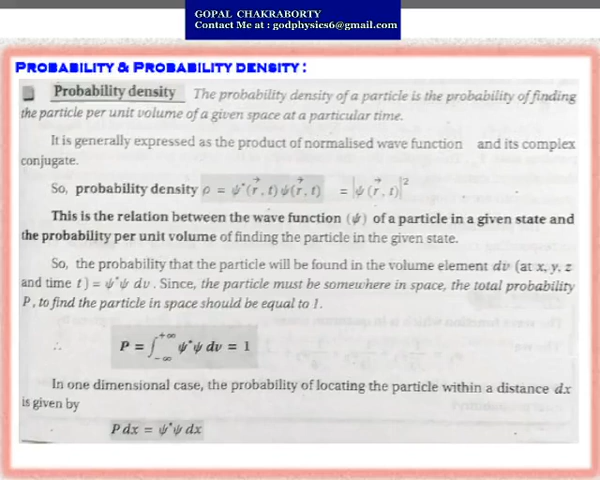 GOPAL CHAKRABORTY
Contact Me at : godphysics6@gmail.com
PROBABILITY & PROBABILITY DENSITY :
Probability density The probability density of a particle is the probability of finding
the particle per unit volume of a given space at a particular time.
It is generally expressed as the product of normalised wave function and its complex
conjugate.
So, probability density ρ = ψ*(r⃗, t) ψ(r⃗, t) = |ψ(r⃗, t)|²
This is the relation between the wave function (ψ) of a particle in a given state and
the probability per unit volume of finding the particle in the given state.
So, the probability that the particle will be found in the volume element dv (at x, y, z
and time t) = ψ*ψ dv. Since, the particle must be somewhere in space, the total probability
P, to find the particle in space should be equal to 1.
∴ P = ∫₋∞⁺∞ ψ*ψ dv = 1
In one dimensional case, the probability of locating the particle within a distance dx
is given by
P dx = ψ*ψ dx